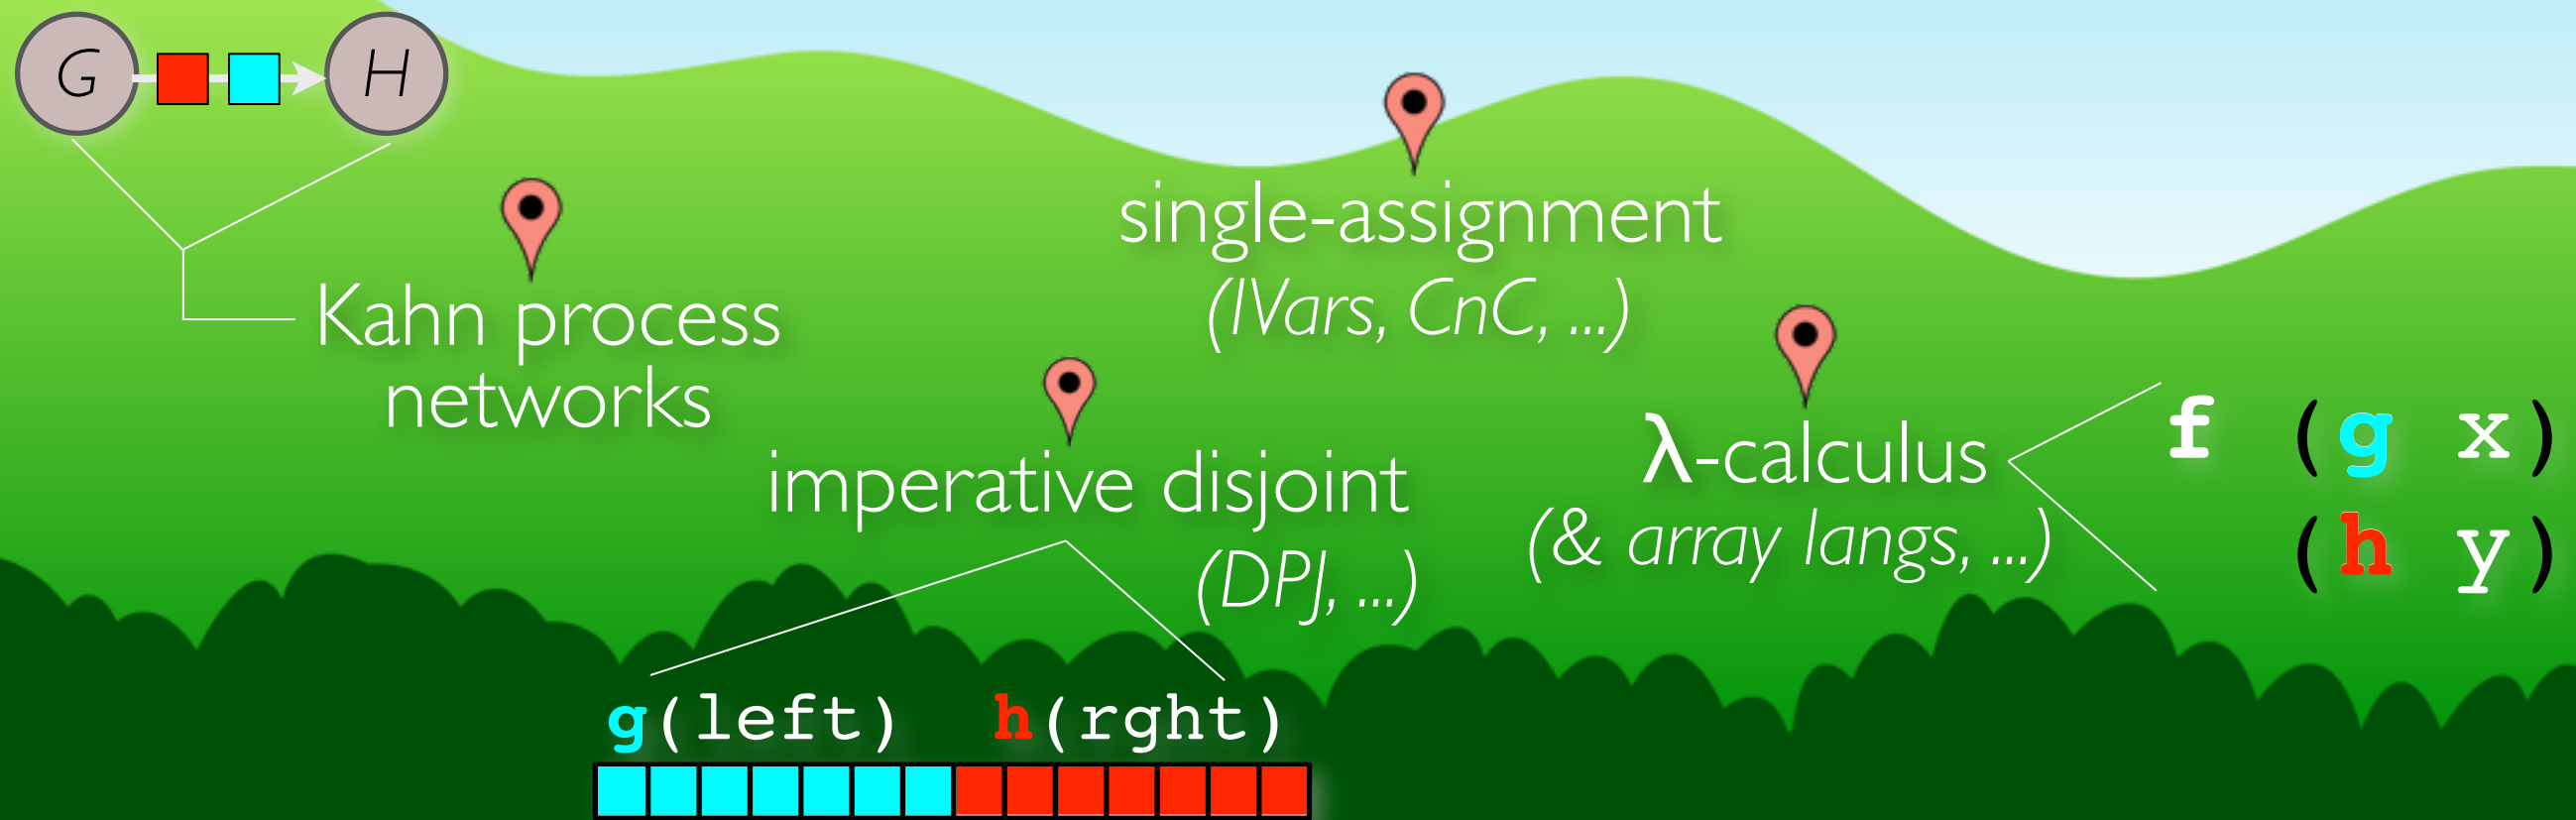 G H
Kahn process
networks
single-assignment
(IVars, CnC, ...)
imperative disjoint
(DPJ, ...)
λ-calculus
(& array langs, ...)
f (g x)
(h y)
g(left) h(rght)